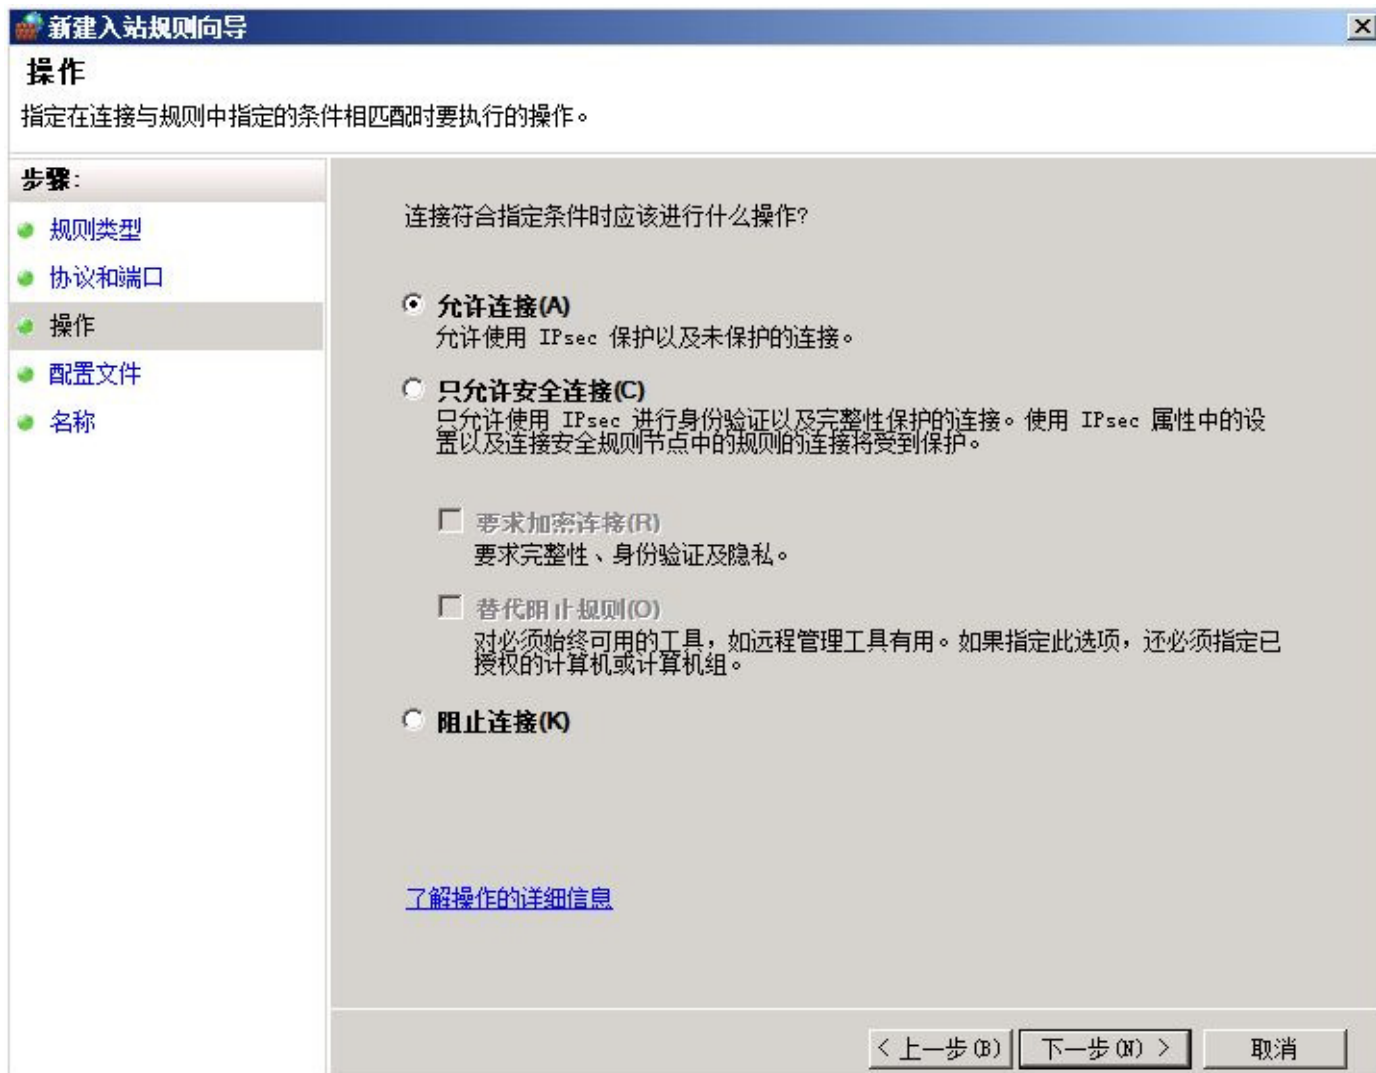 新建入站规则向导
操作
指定在连接与规则中指定的条件相匹配时要执行的操作。
步骤:
规则类型
协议和端口
操作
配置文件
名称
连接符合指定条件时应该进行什么操作?
允许连接(A)
允许使用 IPsec 保护以及未保护的连接。
只允许安全连接(C)
只允许使用 IPsec 进行身份验证以及完整性保护的连接。使用 IPsec 属性中的设
置以及连接安全规则节点中的规则的连接将受到保护。
要求加密连接(R)
要求完整性、身份验证及隐私。
替代阻止规则(O)
对必须始终可用的工具，如远程管理工具有用。如果指定此选项，还必须指定已
授权的计算机或计算机组。
阻止连接(K)
了解操作的详细信息
< 上一步(B)
下一步(N) >
取消